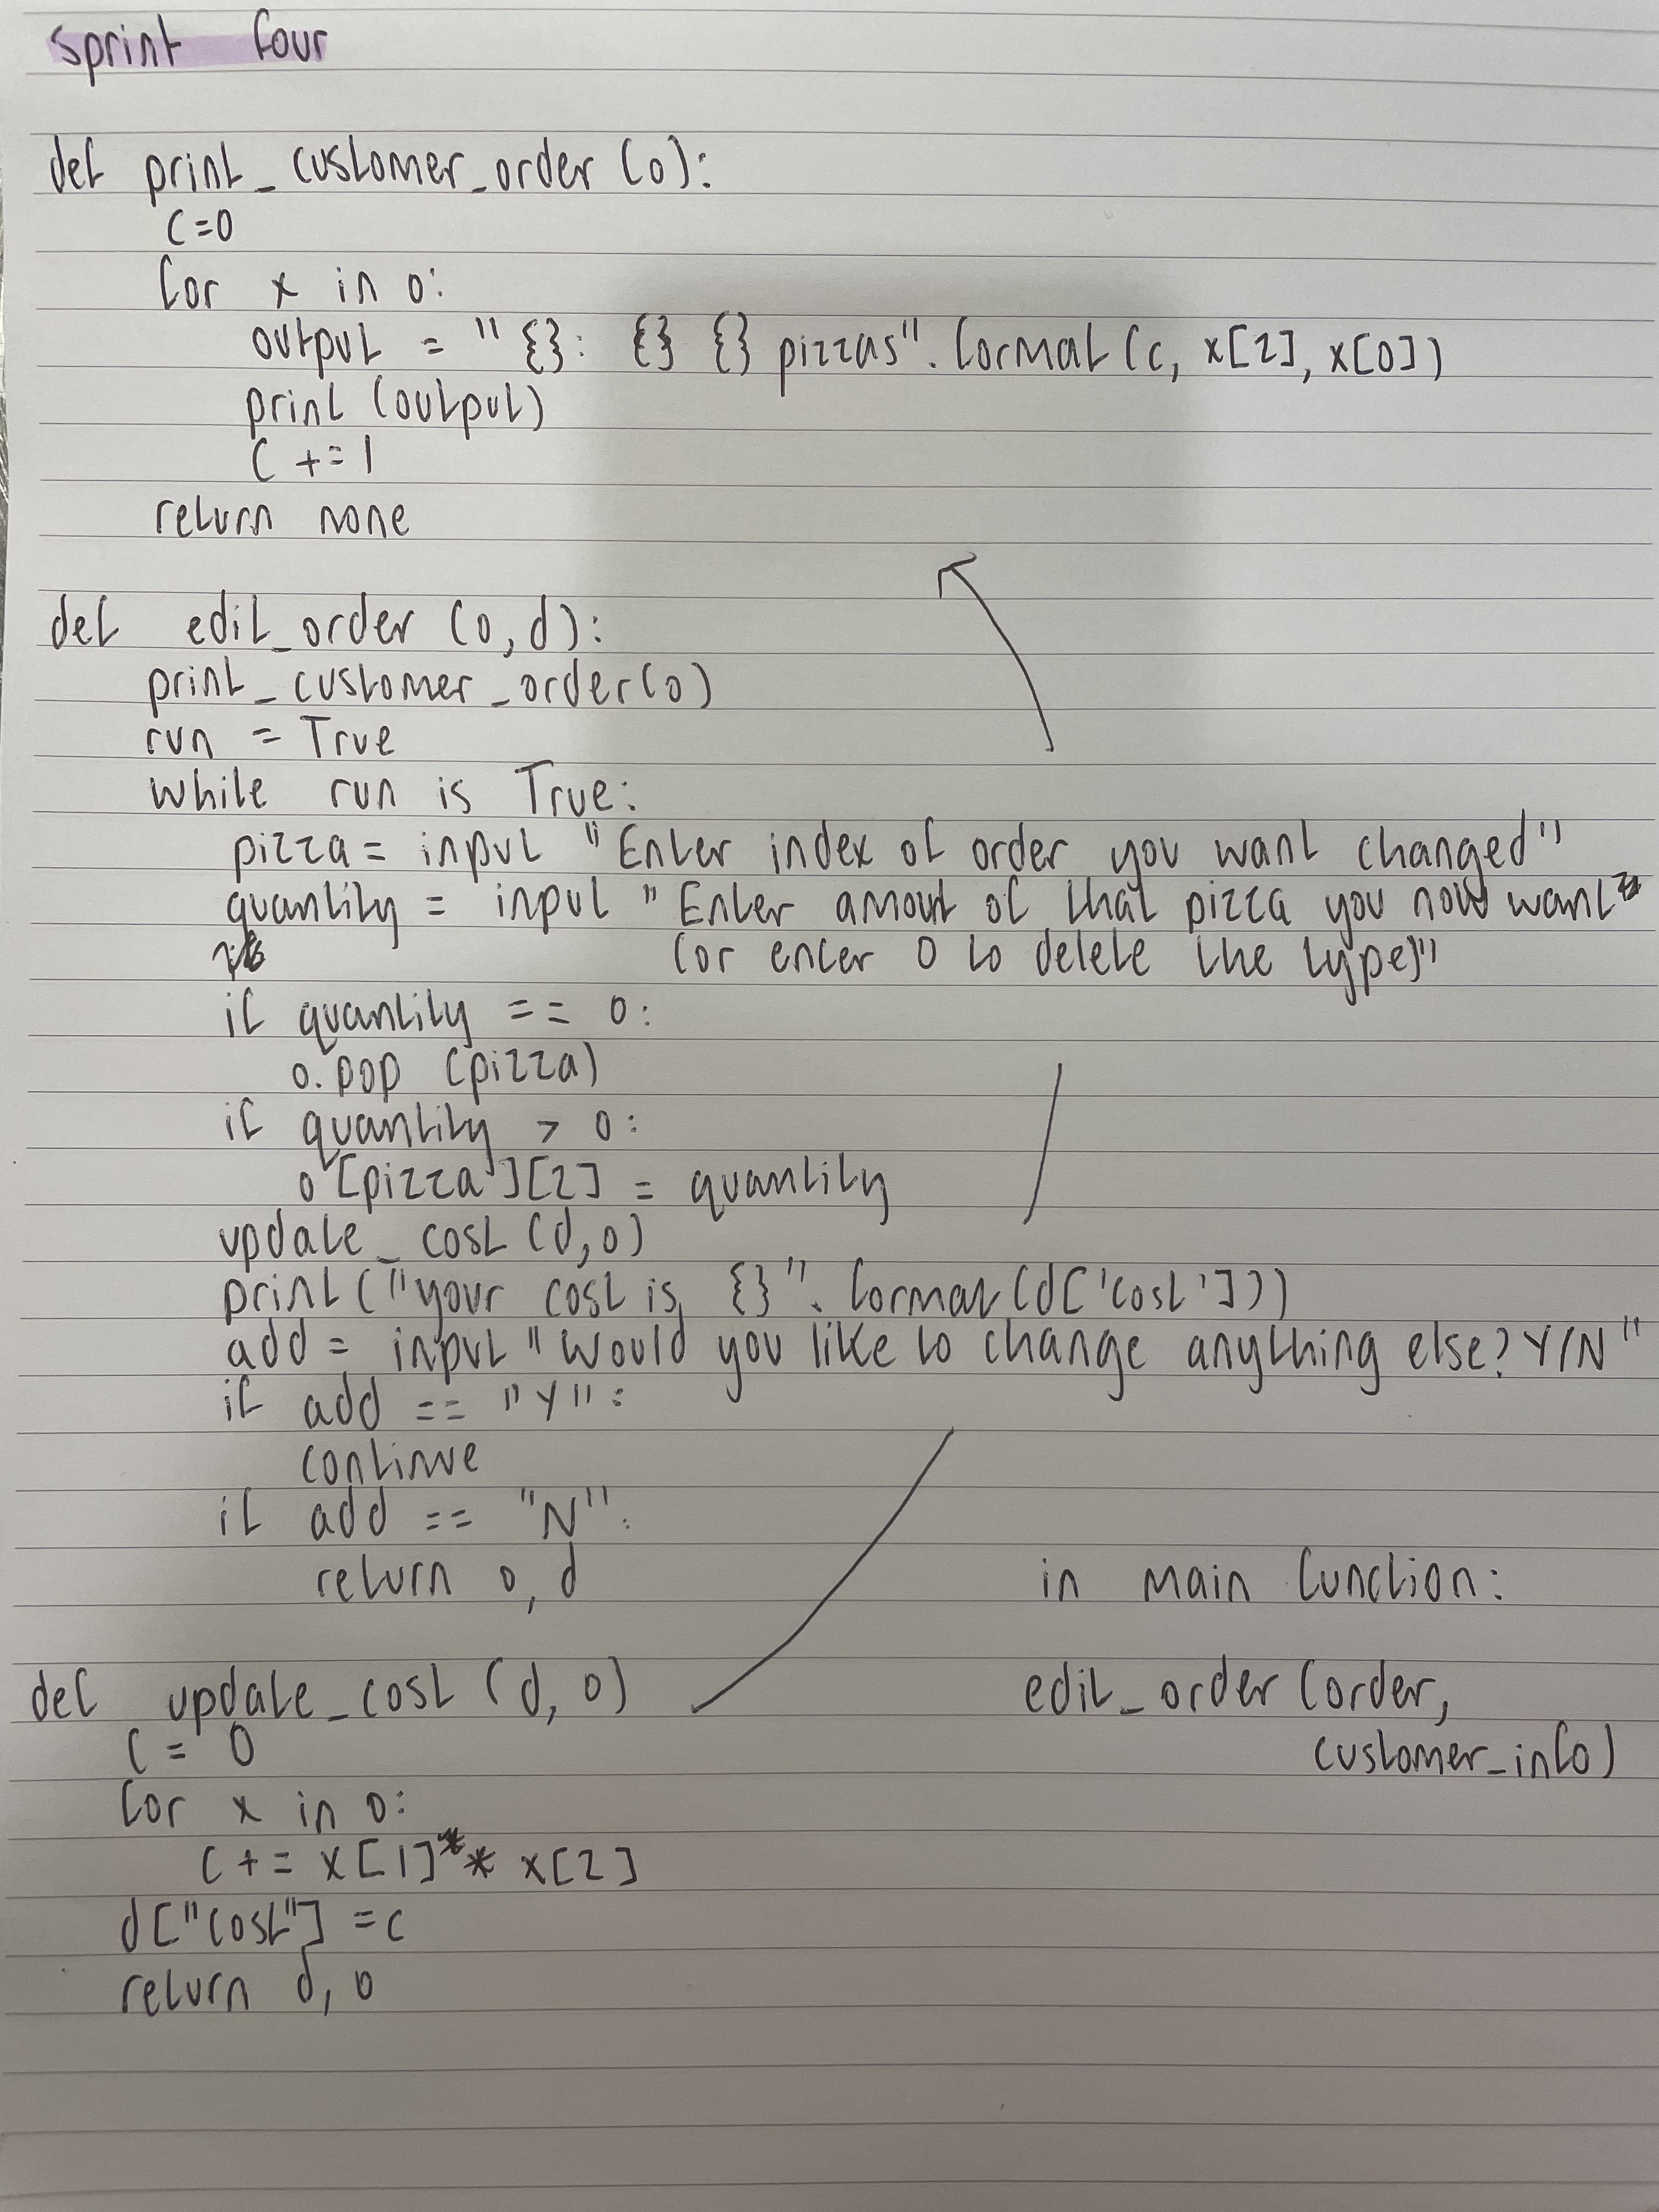 sprint four
def print_customer_order (o):
c=0
for x in o:
output = "{}: {} {} pizzas".format (c, x[2], x[0])
print (output)
c += 1
return none
def edit_order (o, d):
print_customer_order(o)
run = True
while run is True:
pizza = input "Enter index of order you want changed"
quantity = input "Enter amount of that pizza you now want
(or enter 0 to delete the type)"
if quantity == 0:
o.pop (pizza)
if quantity > 0:
o[pizza][2] = quantity
update_cost (d, o)
print ("your cost is {}".format (d['cost']))
add = input "Would you like to change anything else? Y/N"
if add == "Y":
continue
if add == "N":
return o, d
def update_cost (d, o)
c = 0
for x in o:
c += x[1] * x[2]
d["cost"] = c
return d, o
in main function:
edit_order (order,
customer_info)